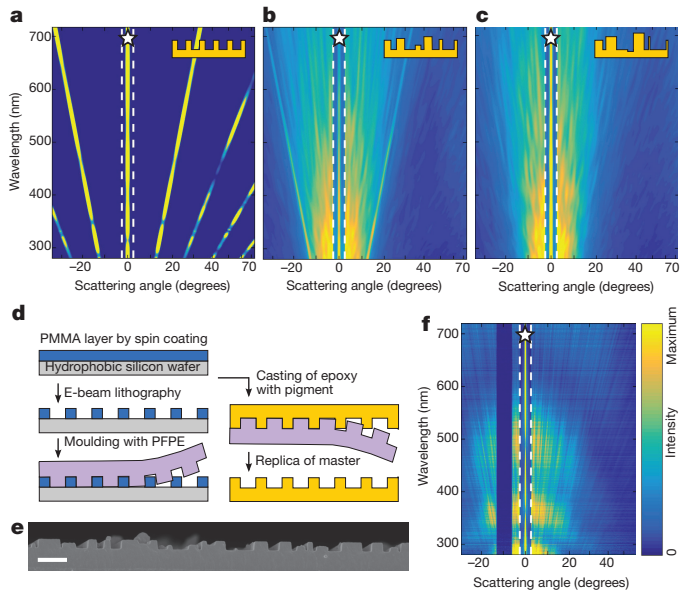 a
b
c
700
600
500
400
300
Wavelength (nm)
−20
0
20
40
70
Scattering angle (degrees)
−20
0
20
40
70
Scattering angle (degrees)
−20
0
20
40
70
Scattering angle (degrees)
d
PMMA layer by spin coating
Hydrophobic silicon wafer
E-beam lithography
Moulding with PFPE
Casting of epoxy
with pigment
Replica of master
e
f
700
600
500
400
300
Wavelength (nm)
−20
0
20
40
Scattering angle (degrees)
Maximum
Intensity
0